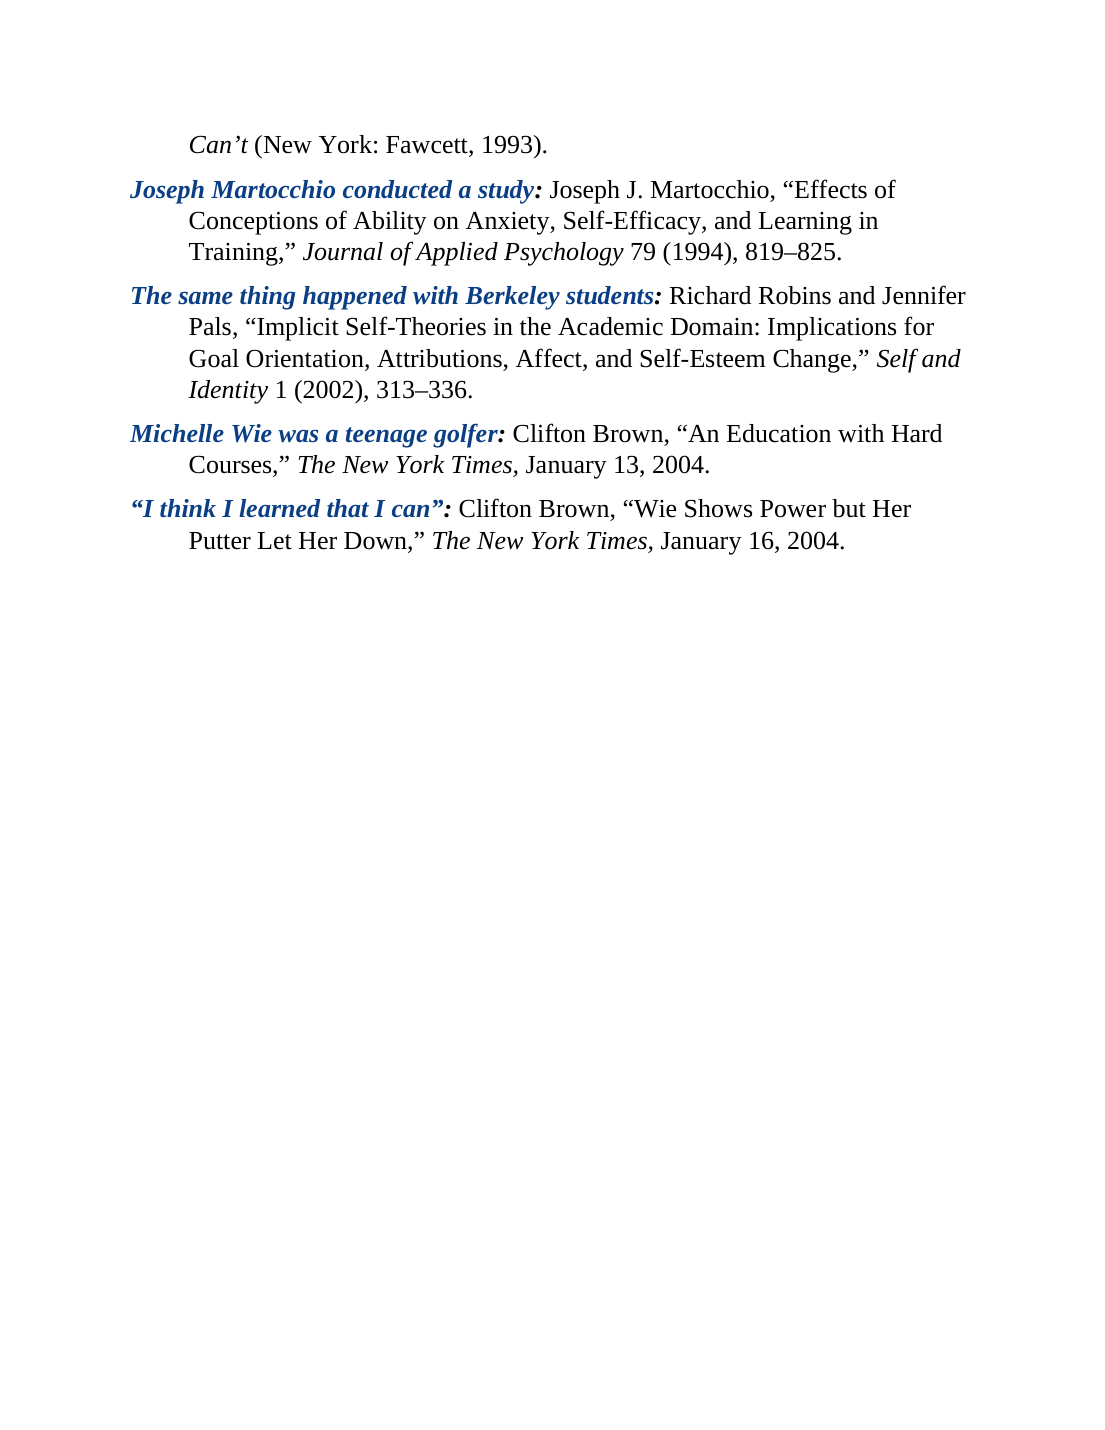 Can’t (New York: Fawcett, 1993).
Joseph Martocchio conducted a study: Joseph J. Martocchio, “Effects of
Conceptions of Ability on Anxiety, Self-Efficacy, and Learning in
Training,” Journal of Applied Psychology 79 (1994), 819–825.
The same thing happened with Berkeley students: Richard Robins and Jennifer
Pals, “Implicit Self-Theories in the Academic Domain: Implications for
Goal Orientation, Attributions, Affect, and Self-Esteem Change,” Self and
Identity 1 (2002), 313–336.
Michelle Wie was a teenage golfer: Clifton Brown, “An Education with Hard
Courses,” The New York Times, January 13, 2004.
“I think I learned that I can”: Clifton Brown, “Wie Shows Power but Her
Putter Let Her Down,” The New York Times, January 16, 2004.